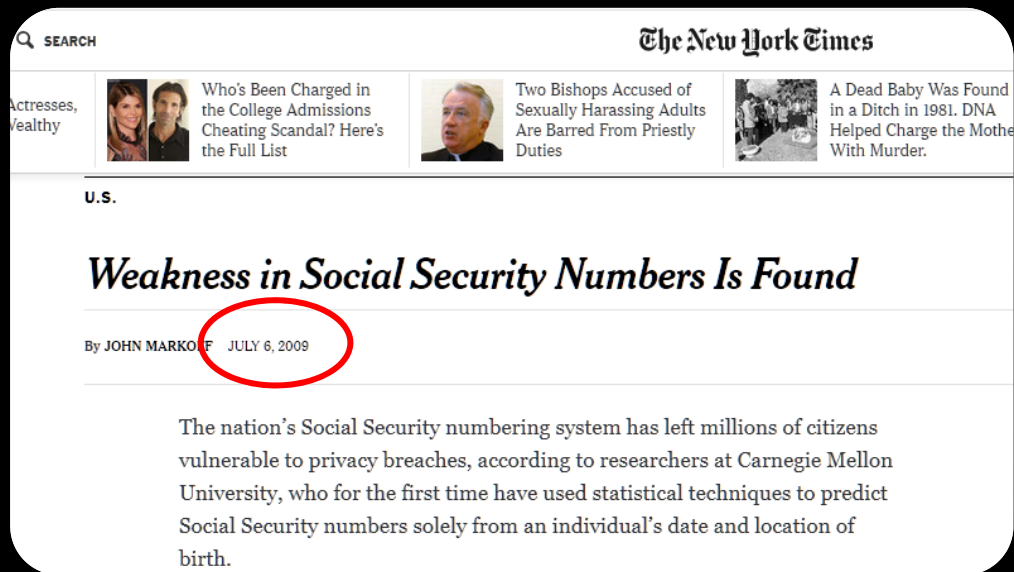 SEARCH
The New York Times
Actresses,
Wealthy
Who's Been Charged in
the College Admissions
Cheating Scandal? Here's
the Full List
Two Bishops Accused of
Sexually Harassing Adults
Are Barred From Priestly
Duties
A Dead Baby Was Found
in a Ditch in 1981. DNA
Helped Charge the Mothe
With Murder.
U.S.
Weakness in Social Security Numbers Is Found
By JOHN MARKOFF JULY 6, 2009
The nation's Social Security numbering system has left millions of citizens
vulnerable to privacy breaches, according to researchers at Carnegie Mellon
University, who for the first time have used statistical techniques to predict
Social Security numbers solely from an individual's date and location of
birth.